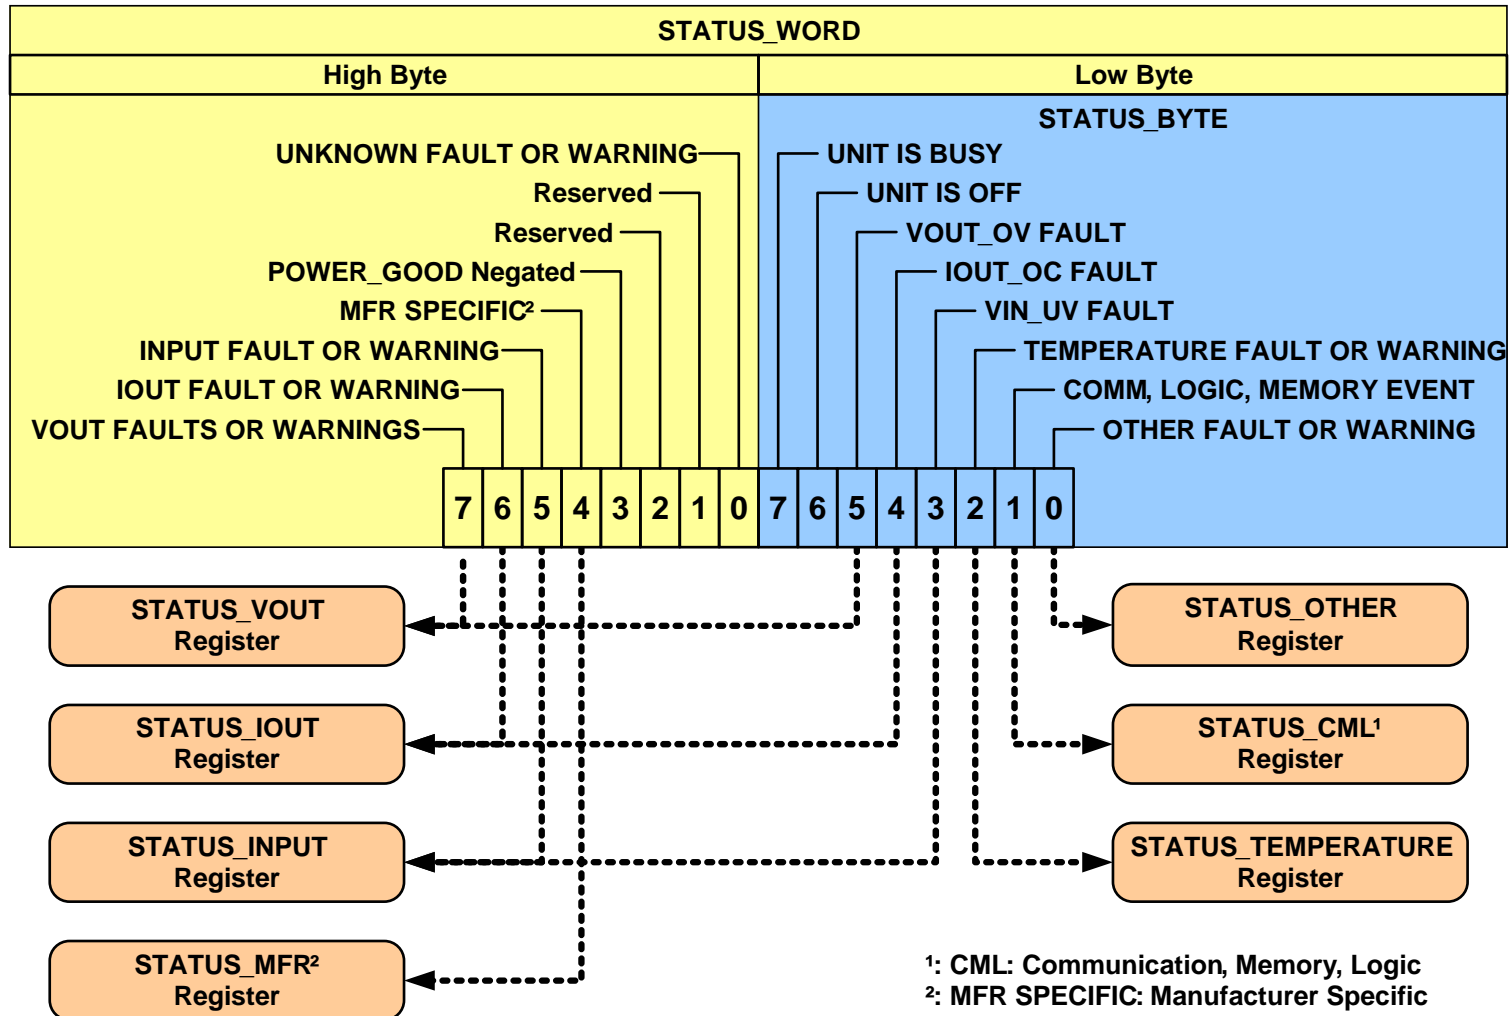 STATUS_WORD
High Byte
Low Byte
STATUS_BYTE
UNKNOWN FAULT OR WARNING
UNIT IS BUSY
Reserved
UNIT IS OFF
Reserved
VOUT_OV FAULT
POWER_GOOD Negated
IOUT_OC FAULT
MFR SPECIFIC²
VIN_UV FAULT
INPUT FAULT OR WARNING
TEMPERATURE FAULT OR WARNING
IOUT FAULT OR WARNING
COMM, LOGIC, MEMORY EVENT
VOUT FAULTS OR WARNINGS
OTHER FAULT OR WARNING
7 6 5 4 3 2 1 0 7 6 5 4 3 2 1 0
STATUS_VOUT
Register
STATUS_OTHER
Register
STATUS_IOUT
Register
STATUS_CML¹
Register
STATUS_INPUT
Register
STATUS_TEMPERATURE
Register
STATUS_MFR²
Register
¹: CML: Communication, Memory, Logic
²: MFR SPECIFIC: Manufacturer Specific